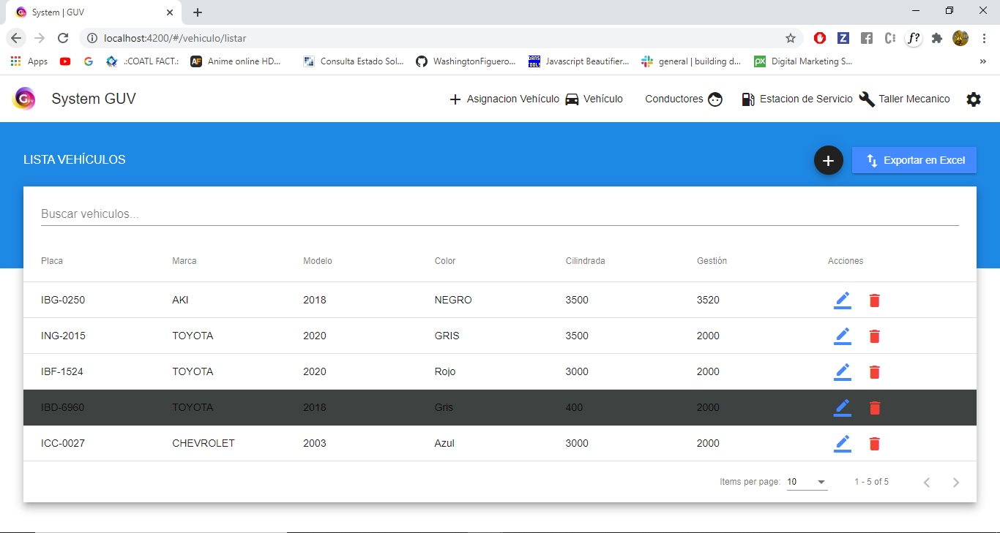 System | GUV
localhost:4200/#/vehiculo/listar
Apps .:COATL FACT.: Anime online HD... Consulta Estado Sol... WashingtonFiguero... Javascript Beautifier... general | building d... Digital Marketing S... »
System GUV
Asignacion Vehículo Vehículo Conductores Estacion de Servicio Taller Mecanico
LISTA VEHÍCULOS
Exportar en Excel
Buscar vehiculos...
Placa Marca Modelo Color Cilindrada Gestión Acciones
IBG-0250 AKI 2018 NEGRO 3500 3520
ING-2015 TOYOTA 2020 GRIS 3500 2000
IBF-1524 TOYOTA 2020 Rojo 3000 2000
IBD-6960 TOYOTA 2018 Gris 400 2000
ICC-0027 CHEVROLET 2003 Azul 3000 2000
Items per page: 10 1 - 5 of 5